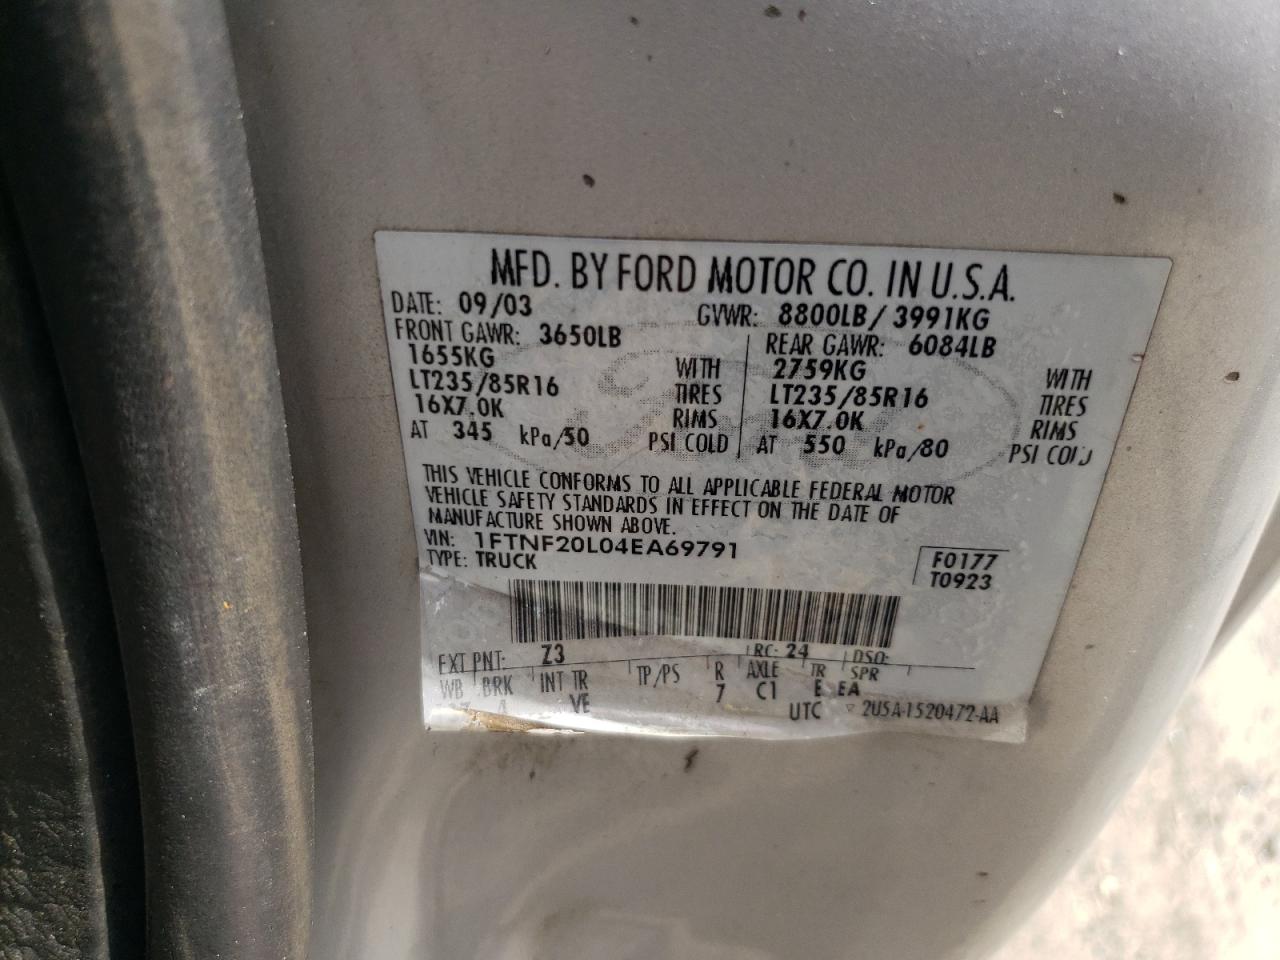 MFD. BY FORD MOTOR CO. IN U.S.A.
DATE: 09/03 GVWR: 8800LB/ 3991KG
FRONT GAWR: 3650LB REAR GAWR: 6084LB
1655KG WITH 2759KG WITH
LT235/85R16 TIRES LT235/85R16 TIRES
16X7.0K RIMS 16X7.0K RIMS
AT 345 kPa/50 PSI COLD AT 550 kPa/80 PSI COLD
THIS VEHICLE CONFORMS TO ALL APPLICABLE FEDERAL MOTOR
VEHICLE SAFETY STANDARDS IN EFFECT ON THE DATE OF
MANUFACTURE SHOWN ABOVE.
VIN: 1FTNF20L04EA69791
TYPE: TRUCK
F0177
T0923
EXT PNT: Z3 RC: 24 DSO:
WB BRK INT TR TP/PS R AXLE TR SPR
VE 7 C1 E EA
UTC 2U5A-1520472-AA